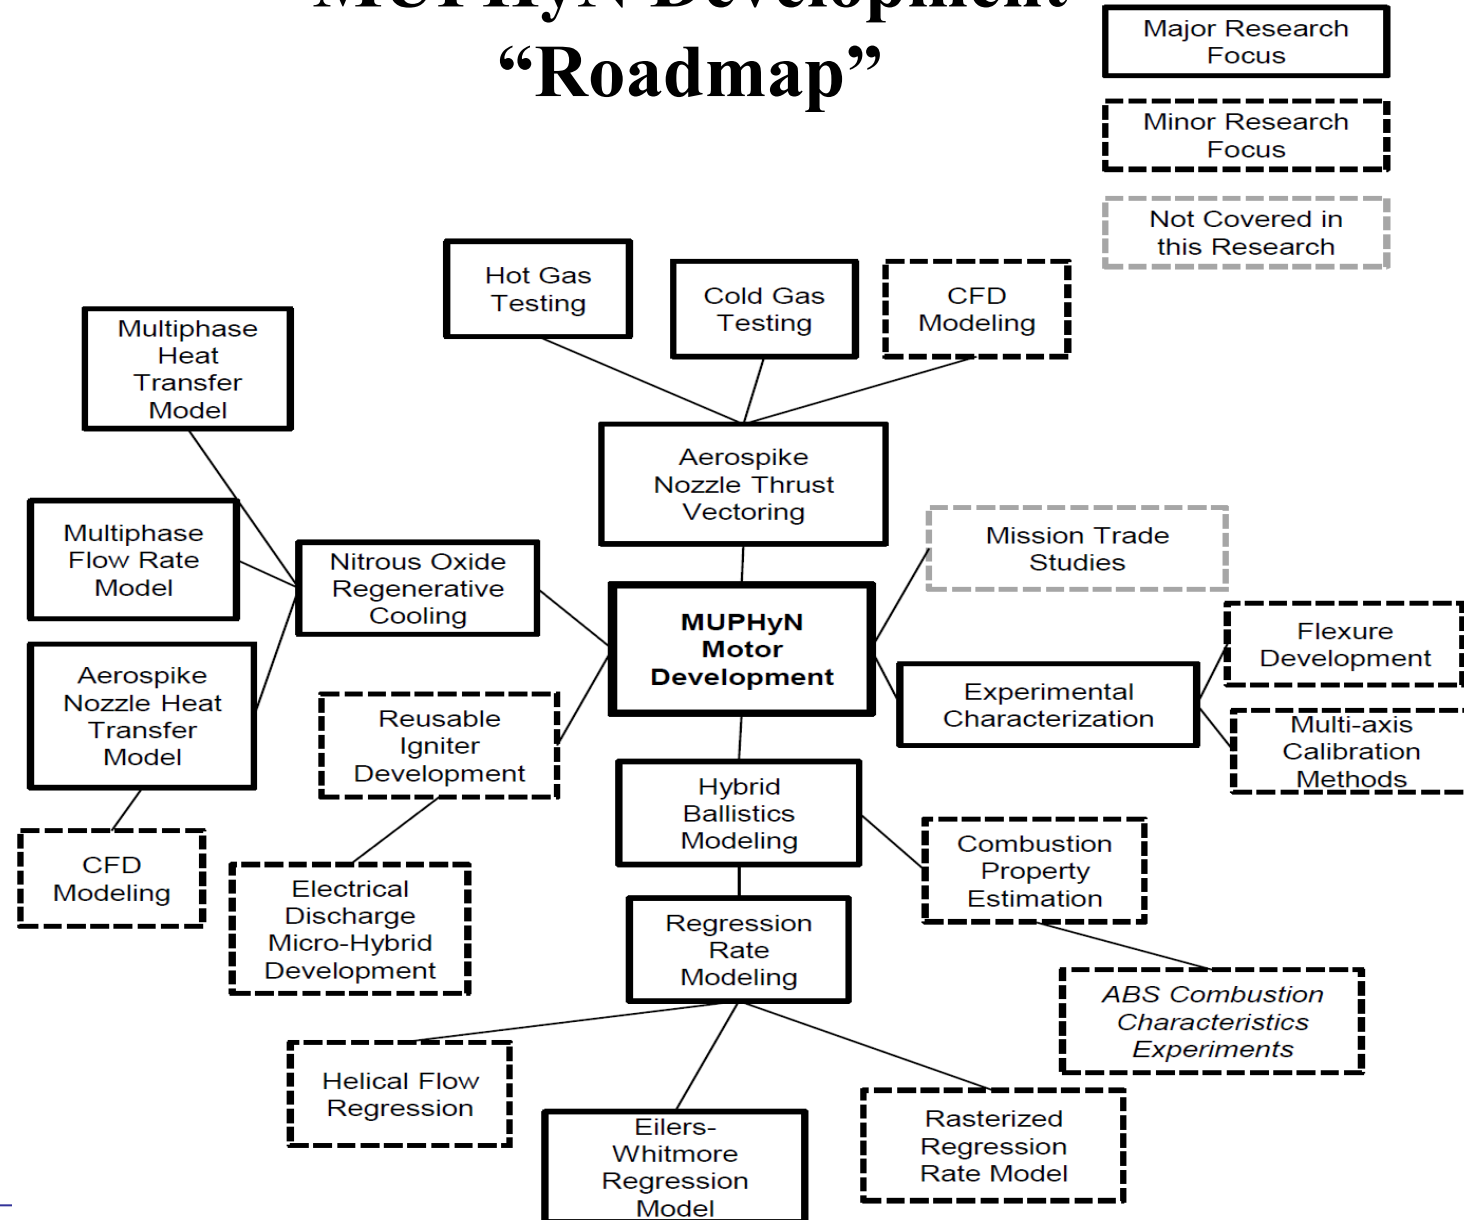 MUPHyN Development
“Roadmap”
Major Research
Focus
Minor Research
Focus
Not Covered in
this Research
Hot Gas
Testing
Cold Gas
Testing
CFD
Modeling
Multiphase
Heat
Transfer
Model
Aerospike
Nozzle Thrust
Vectoring
Multiphase
Flow Rate
Model
Nitrous Oxide
Regenerative
Cooling
Mission Trade
Studies
MUPHyN
Motor
Development
Flexure
Development
Aerospike
Nozzle Heat
Transfer
Model
Experimental
Characterization
Reusable
Igniter
Development
Multi-axis
Calibration
Methods
Hybrid
Ballistics
Modeling
CFD
Modeling
Combustion
Property
Estimation
Electrical
Discharge
Micro-Hybrid
Development
Regression
Rate
Modeling
ABS Combustion
Characteristics
Experiments
Helical Flow
Regression
Eilers-
Whitmore
Regression
Model
Rasterized
Regression
Rate Model